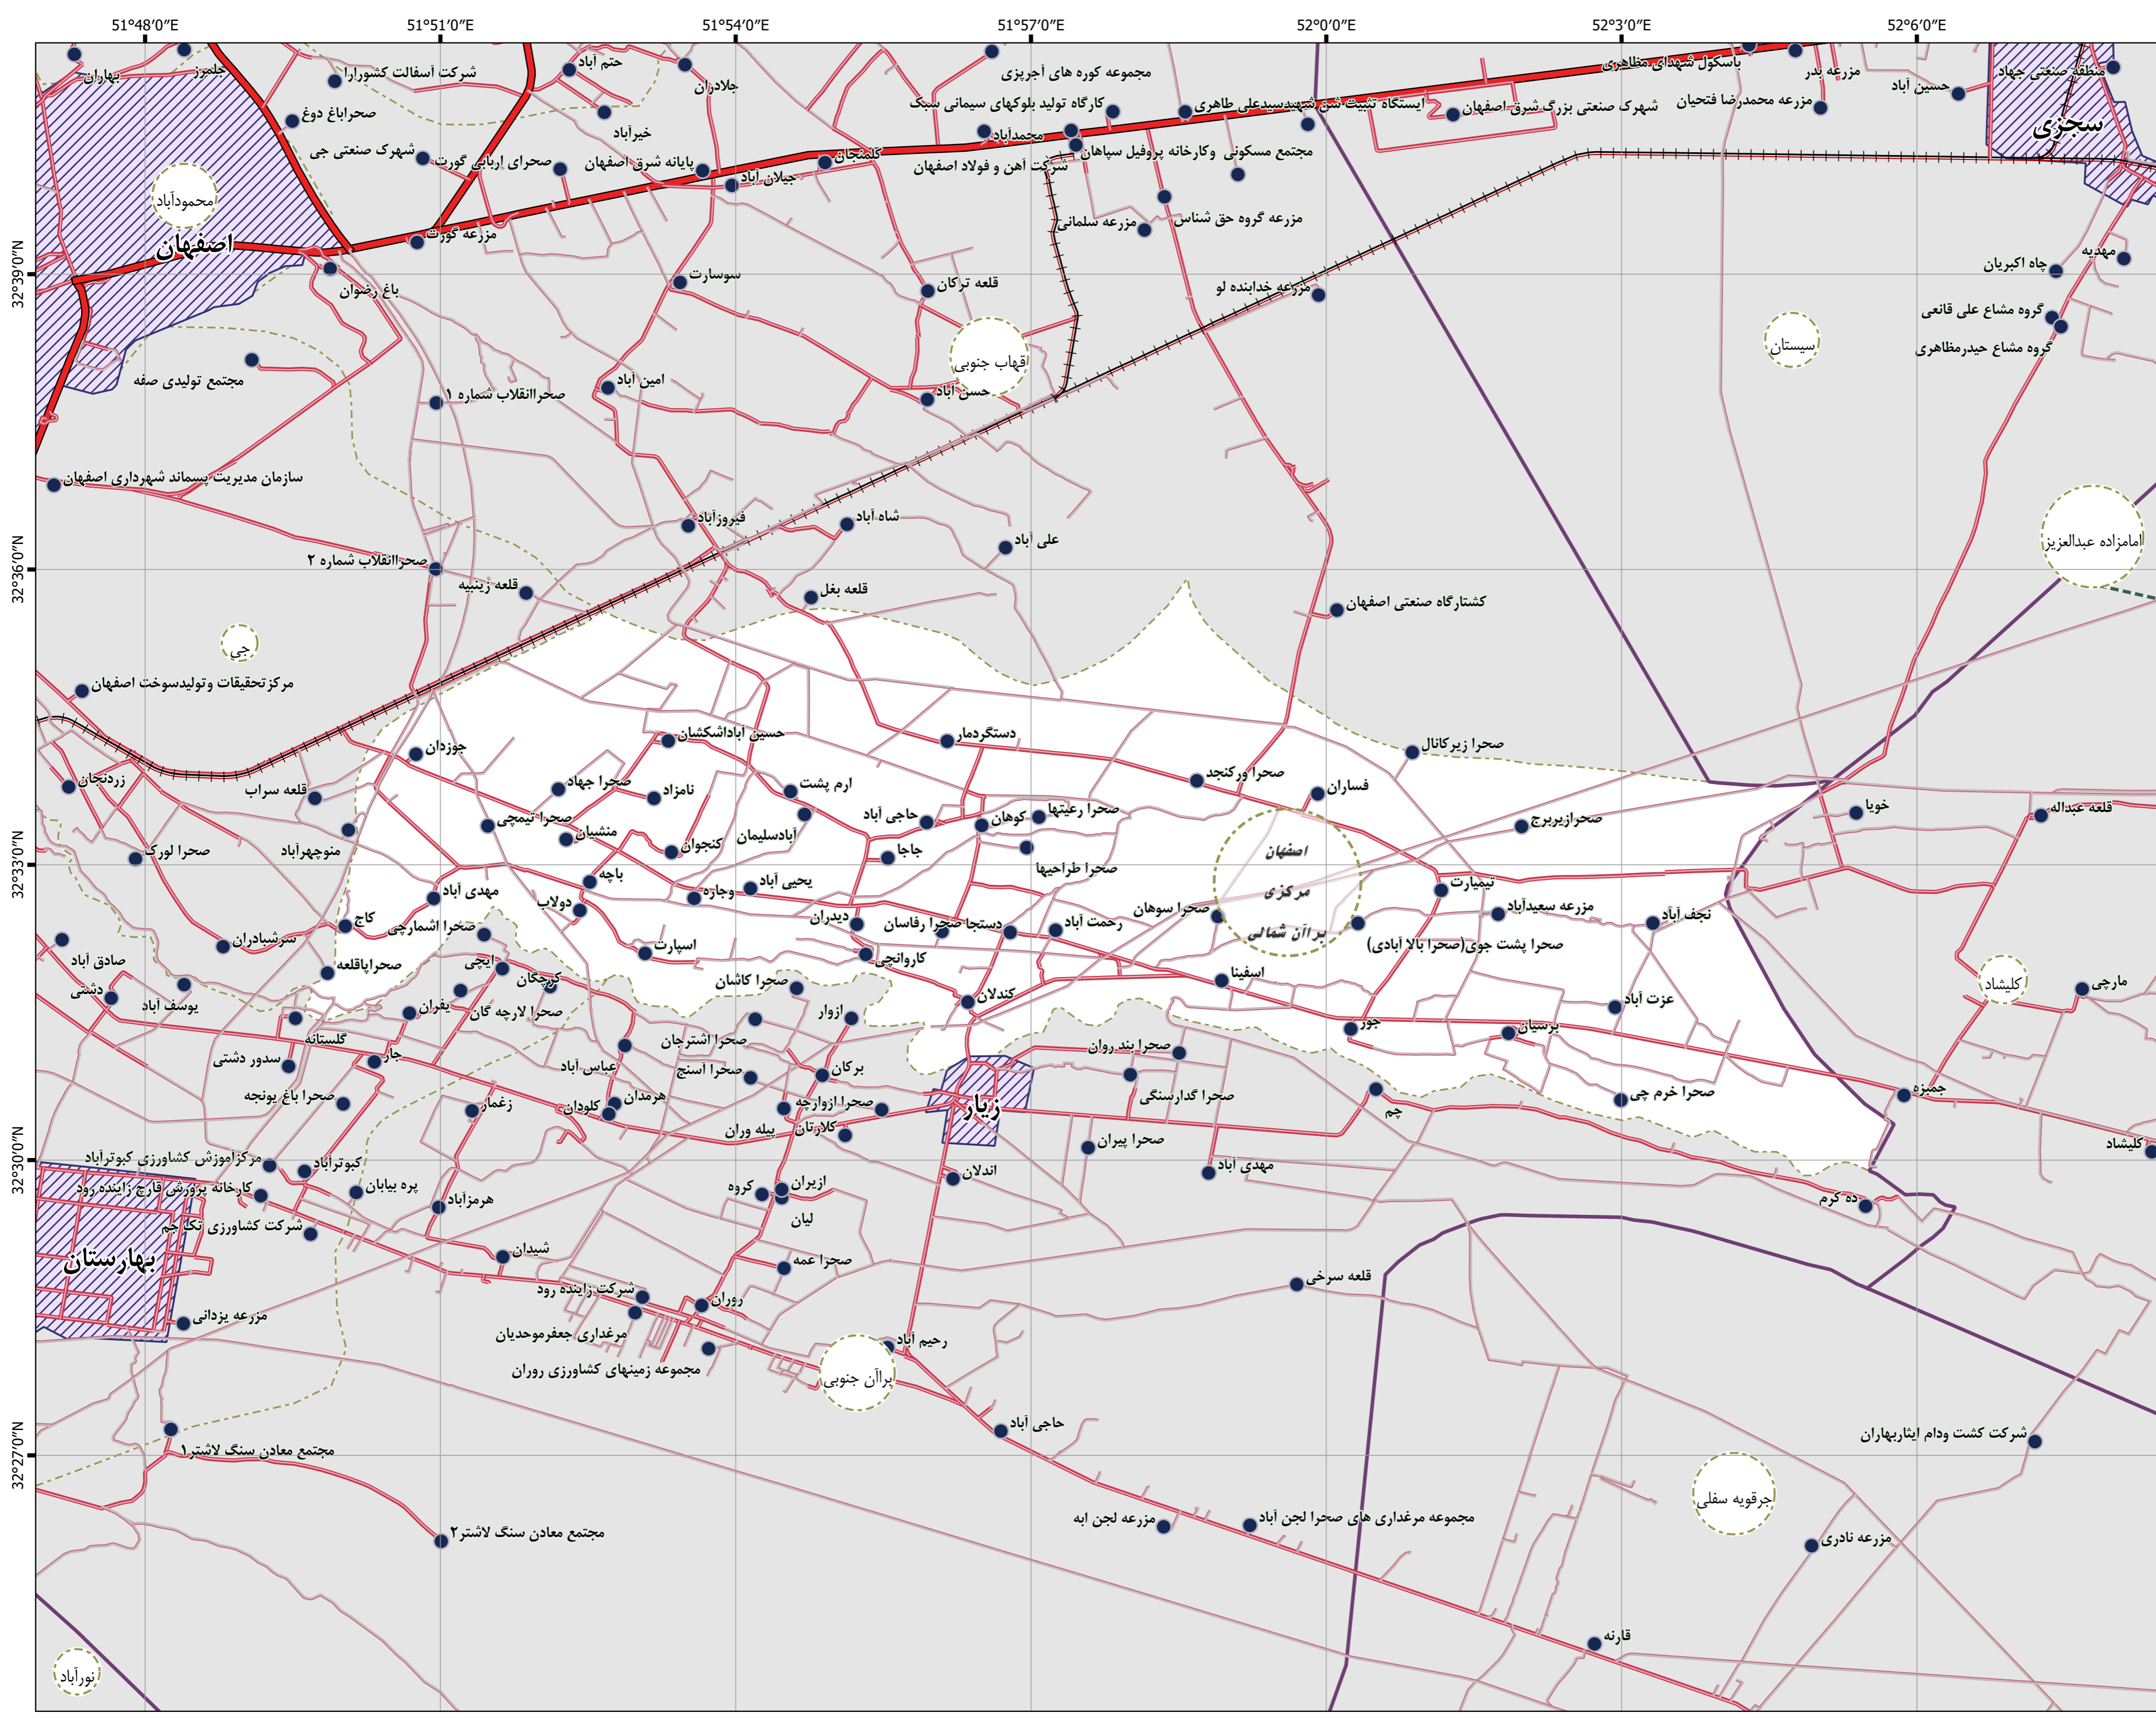 51°48′0″E
51°51′0″E
51°54′0″E
51°57′0″E
52°0′0″E
52°3′0″E
52°6′0″E
32°39′0″N
32°36′0″N
32°33′0″N
32°30′0″N
32°27′0″N
بهاران
جلمرز
شرکت آسفالت کشورارا
حتم آباد
جلادران
مجموعه کوره های آجرپزی
باسکول شهدای مظاهری
مزرعه بدر
منطقه صنعتی جهاد
حسین آباد
صحراباغ دوغ
خیرآباد
کارگاه تولید بلوکهای سیمانی سبک
ایستگاه تثبیت شن شهیدسیدعلی طاهری
شهرک صنعتی بزرگ شرق اصفهان
مزرعه محمدرضا فتحیان
سجزی
شهرک صنعتی جی
صحرای اربابی گورت
پایانه شرق اصفهان
گلمنجان
محمدآباد
جیلان آباد
شرکت آهن و فولاد اصفهان
مجتمع مسکونی وکارخانه پروفیل سپاهان
محمودآباد
اصفهان
مزرعه گورت
مزرعه سلمانی
مزرعه گروه حق شناس
مهدیه
چاه اکبریان
باغ رضوان
سوسارت
قلعه ترکان
مزرعه خدابنده لو
گروه مشاع علی قانعی
گروه مشاع حیدرمظاهری
سیستان
قهاب جنوبی
مجتمع تولیدی صفه
صحراانقلاب شماره ۱
امین آباد
حسن آباد
سازمان مدیریت پسماند شهرداری اصفهان
فیروزآباد
شاه آباد
علی آباد
امامزاده عبدالعزیز
صحراانقلاب شماره ۲
قلعه زینبیه
قلعه بغل
کشتارگاه صنعتی اصفهان
جی
مرکزتحقیقات وتولیدسوخت اصفهان
جوزدان
حسین آباداشکشان
دستگردمار
صحرا زیرکانال
زردنجان
قلعه سراب
صحرا جهاد
نامزاد
ارم پشت
صحرا ورکنجد
فساران
صحرا تیمچی
منشیان
آبادسلیمان
حاجی آباد
کوهان
صحرا رعیتها
صحرازیربرج
خویا
قلعه عبداله
صحرا لورک
منوچهرآباد
کنجوان
جاجا
صحرا طراحیها
اصفهان
مرکزی
براآن شمالی
باچه
وجاره
یحیی آباد
مهدی آباد
تیمیارت
دولاب
کاج
صحرا اشمارچی
دیدران
صحرا رفاسان
دستجا
رحمت آباد
صحرا سوهان
مزرعه سعیدآباد
نجف آباد
صحرا پشت جوی(صحرا بالا آبادی)
سرشبادران
صادق آباد
اسپارت
کاروانچی
صحراباقلعه
ایچی
کرچگان
صحرا کاشان
اسفینا
کلیشاد
مارچی
دشتی
یوسف آباد
یفران
صحرا لارچه گان
ازوار
کندلان
عزت آباد
گلستانه
صحرا اشترجان
جور
برسیان
سدور دشتی
جار
عباس آباد
صحرا آسنج
برکان
صحرا بند روان
صحرا باغ یونجه
زغمار
هرمدان
کلودان
صحرا ازوارچه
زیار
صحرا گدارسنگی
چم
صحرا خرم چی
جمبزه
پیله وران
کلارتان
صحرا پیران
کلیشاد
مرکزآموزش کشاورزی کبوترآباد
کبوترآباد
اندلان
مهدی آباد
کارخانه پرورش قارچ زاینده رود
پره بیابان
هرمزآباد
کروه
ازیران
لیان
ده کرم
شرکت کشاورزی تک جم
بهارستان
شیدان
صحرا عمه
قلعه سرخی
مزرعه یزدانی
شرکت زاینده رود
روران
مرغداری جعفرموحدیان
مجموعه زمینهای کشاورزی روران
رحیم آباد
براآن جنوبی
حاجی آباد
شرکت کشت ودام ایثاربهاران
مجتمع معادن سنگ لاشتر۱
مجتمع معادن سنگ لاشتر۲
مزرعه لجن ابه
مجموعه مرغداری های صحرا لجن آباد
جرقویه سفلی
مزرعه نادری
قارنه
نورآباد